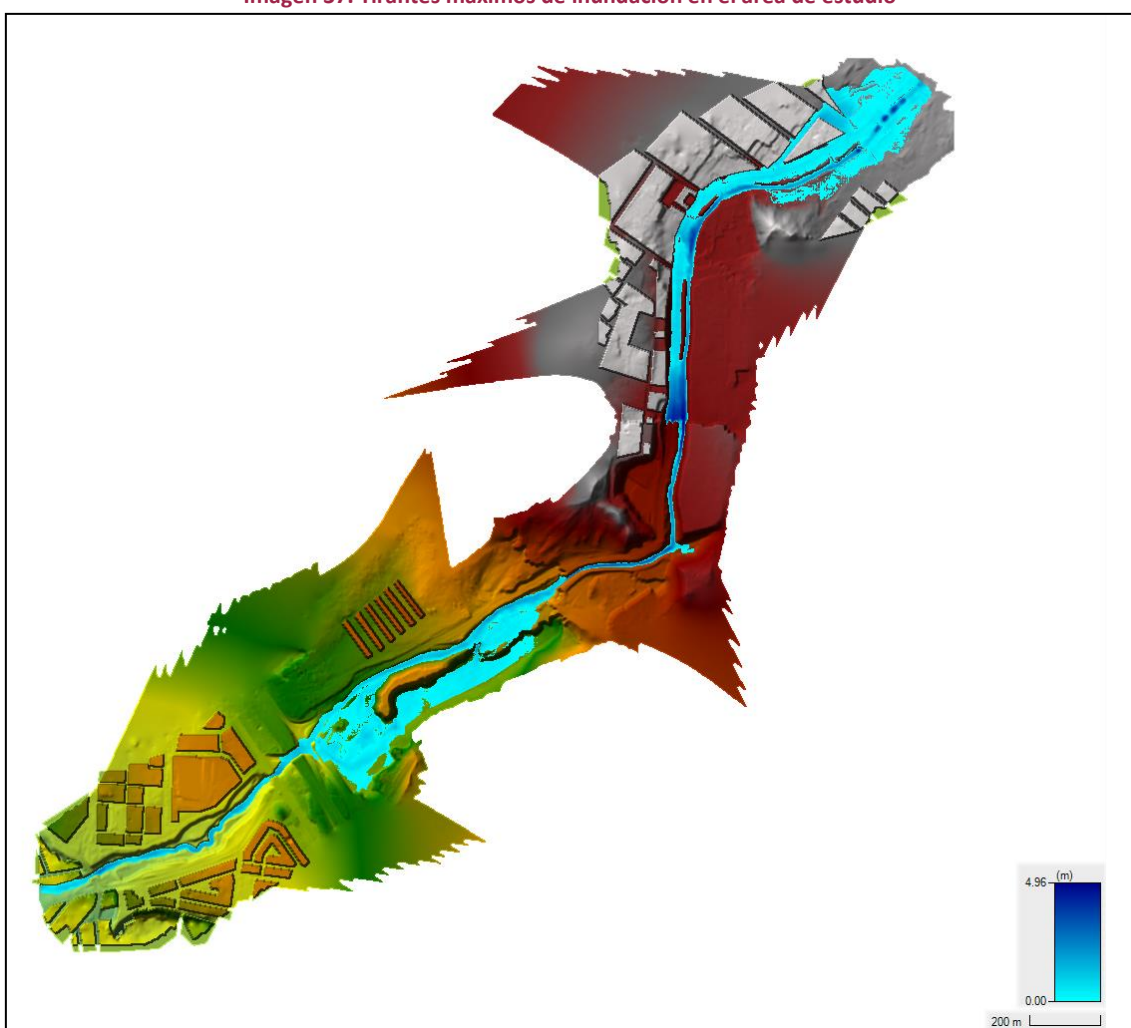 Imagen 37. Tirantes máximos de inundación en el área de estudio
(m)
4.96
0.00
200 m